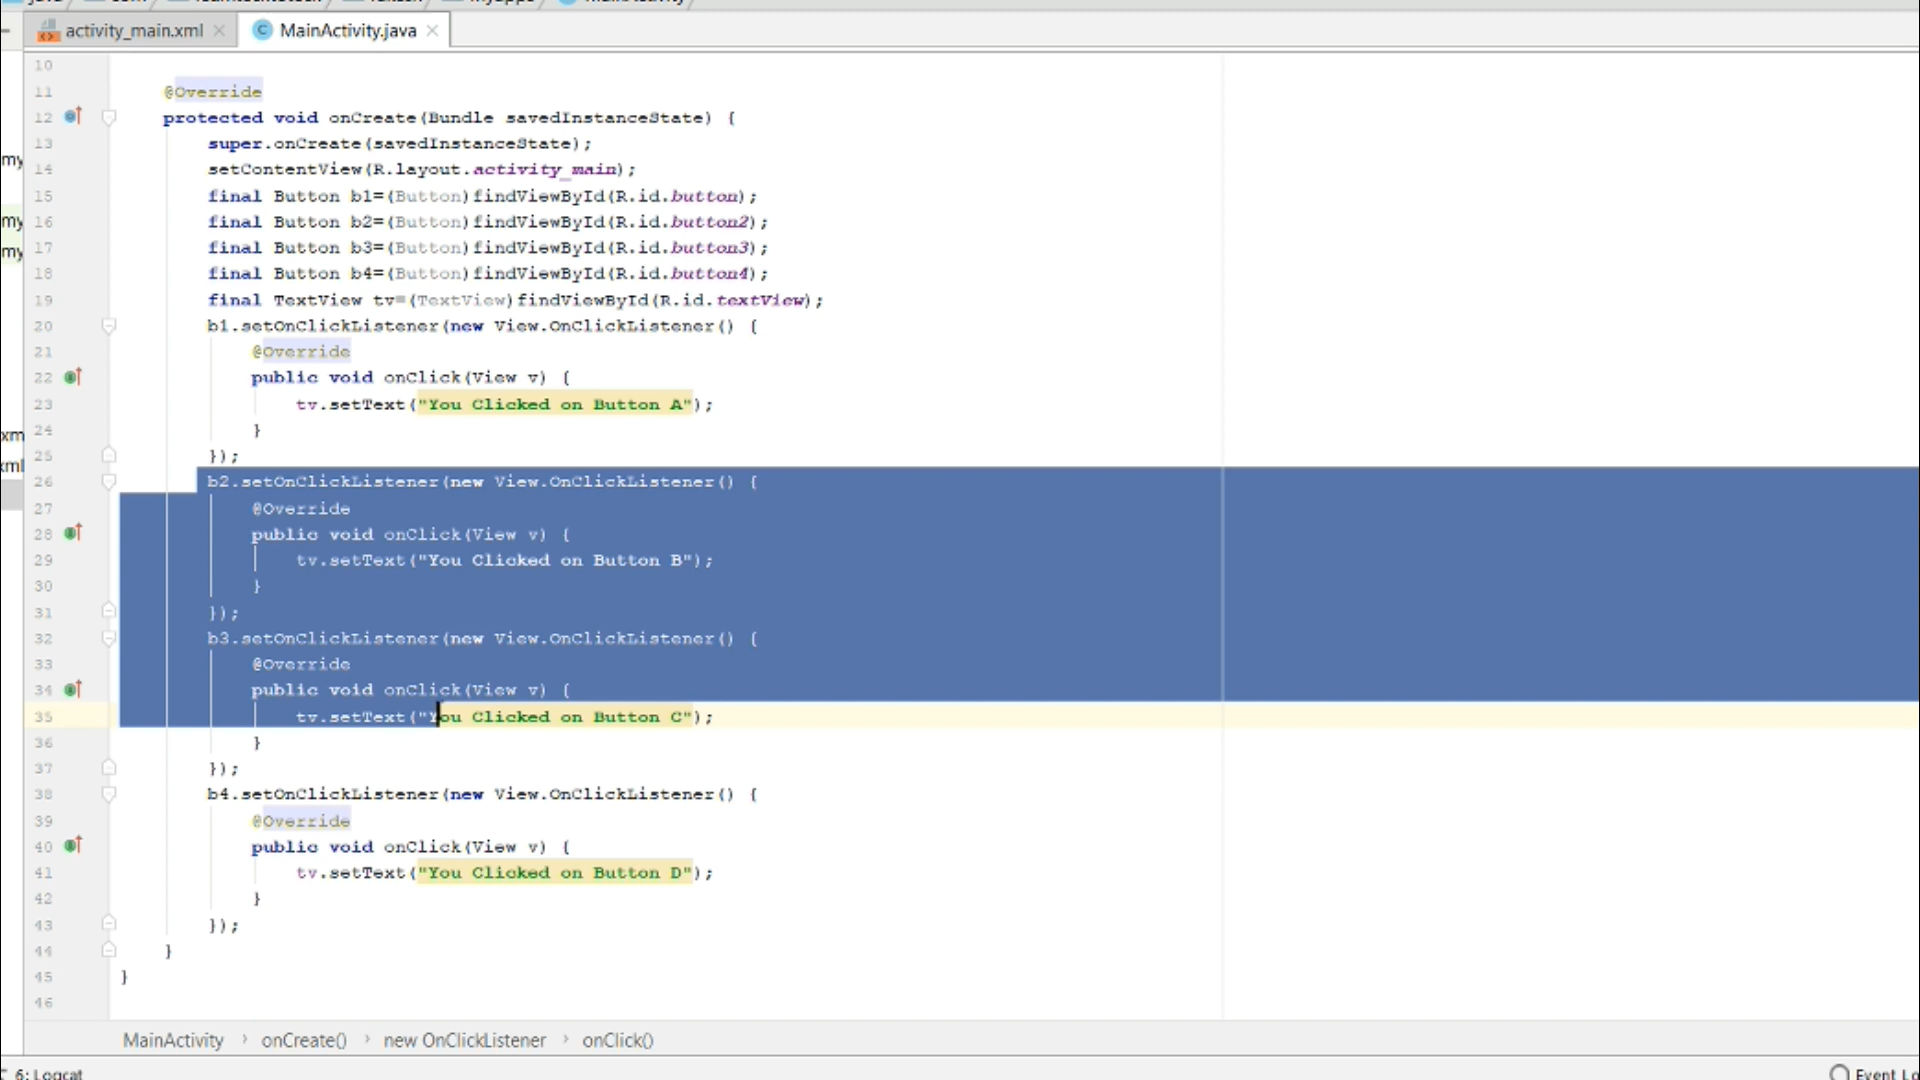 activity_main.xml
MainActivity.java
10
11 @Override
12 protected void onCreate(Bundle savedInstanceState) {
13 super.onCreate(savedInstanceState);
14 setContentView(R.layout.activity_main);
15 final Button b1=(Button)findViewById(R.id.button);
16 final Button b2=(Button)findViewById(R.id.button2);
17 final Button b3=(Button)findViewById(R.id.button3);
18 final Button b4=(Button)findViewById(R.id.button4);
19 final TextView tv=(TextView)findViewById(R.id.textView);
20 b1.setOnClickListener(new View.OnClickListener() {
21 @Override
22 public void onClick(View v) {
23 tv.setText("You Clicked on Button A");
24 }
25 });
26 b2.setOnClickListener(new View.OnClickListener() {
27 @Override
28 public void onClick(View v) {
29 tv.setText("You Clicked on Button B");
30 }
31 });
32 b3.setOnClickListener(new View.OnClickListener() {
33 @Override
34 public void onClick(View v) {
35 tv.setText("You Clicked on Button C");
36 }
37 });
38 b4.setOnClickListener(new View.OnClickListener() {
39 @Override
40 public void onClick(View v) {
41 tv.setText("You Clicked on Button D");
42 }
43 });
44 }
45 }
46
MainActivity › onCreate() › new OnClickListener › onClick()
6: Logcat
Event Lo